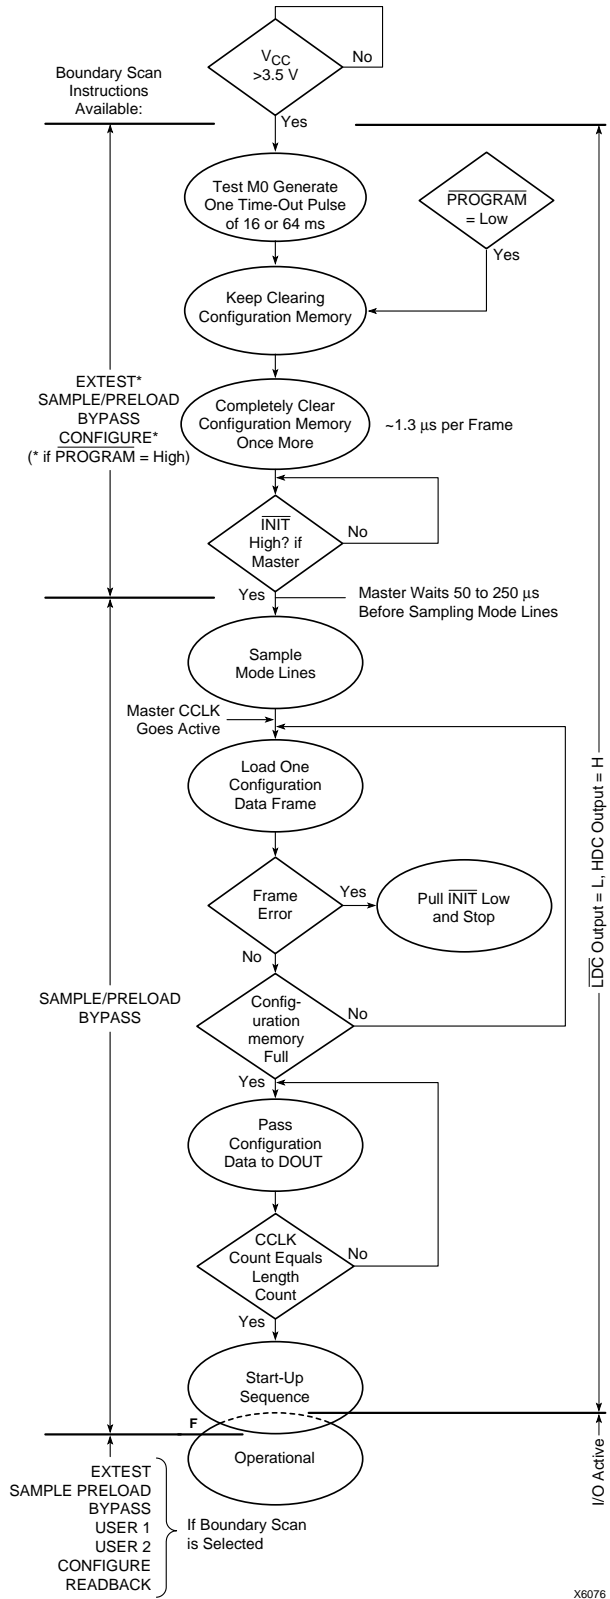 V<sub>CC</sub>
>3.5 V
No
Boundary Scan
Instructions
Available:
Yes
Test M0 Generate
One Time-Out Pulse
of 16 or 64 ms
PROGRAM
= Low
Yes
Keep Clearing
Configuration Memory
EXTEST*
SAMPLE/PRELOAD
BYPASS
CONFIGURE*
(* if PROGRAM = High)
Completely Clear
Configuration Memory
Once More
~1.3 µs per Frame
INIT
High? if
Master
No
Yes
Master Waits 50 to 250 µs
Before Sampling Mode Lines
Sample
Mode Lines
Master CCLK
Goes Active
Load One
Configuration
Data Frame
LDC Output = L, HDC Output = H
Frame
Error
Yes
Pull INIT Low
and Stop
No
SAMPLE/PRELOAD
BYPASS
Config-
uration
memory
Full
No
Yes
Pass
Configuration
Data to DOUT
CCLK
Count Equals
Length
Count
No
Yes
Start-Up
Sequence
F
Operational
I/O Active
EXTEST
SAMPLE PRELOAD
BYPASS
USER 1
USER 2
CONFIGURE
READBACK
If Boundary Scan
is Selected
X6076